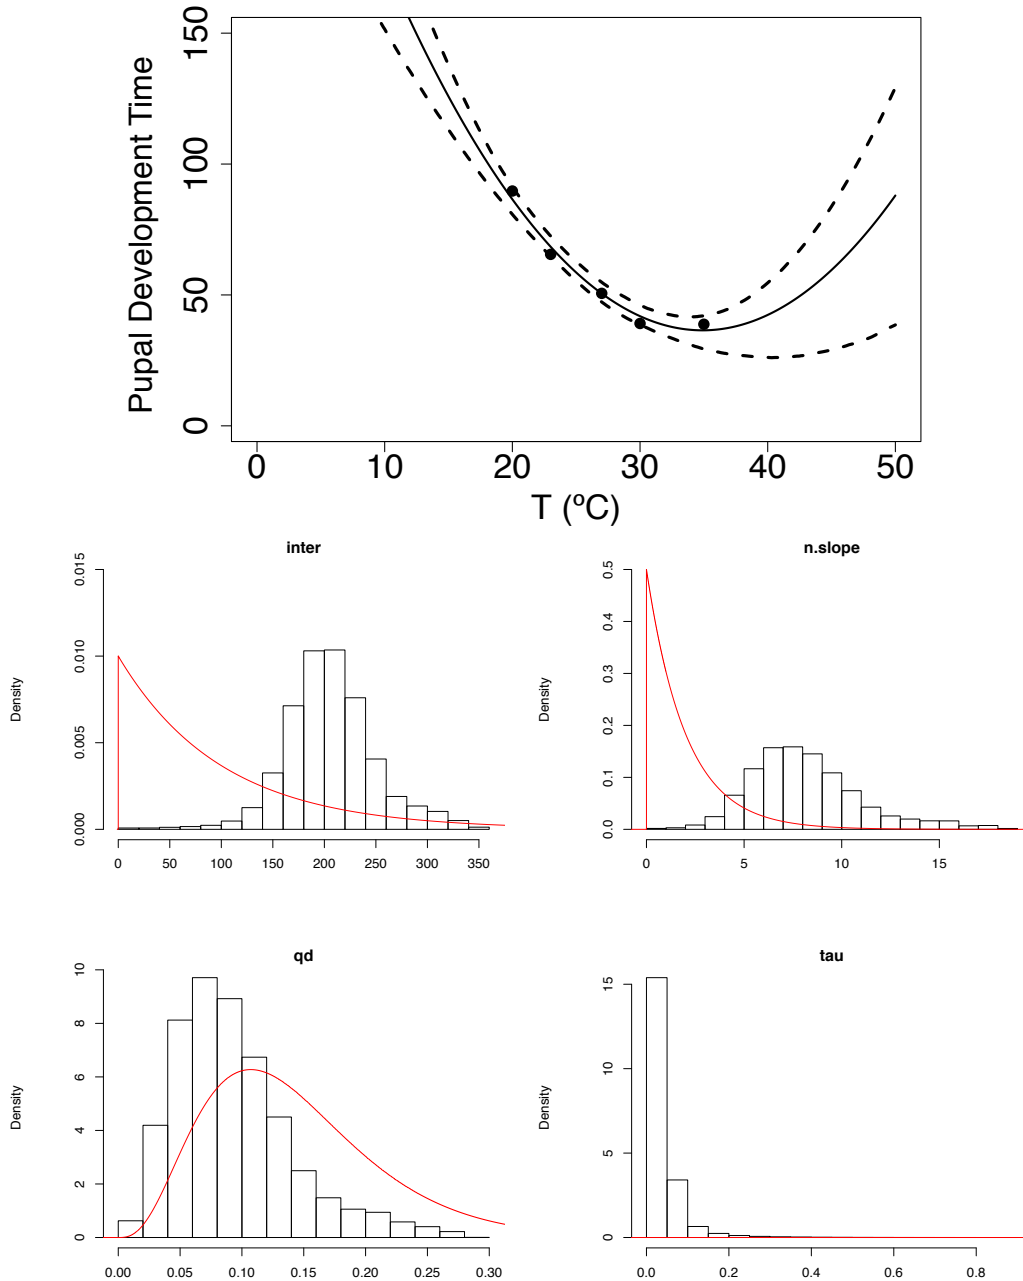 Pupal Development Time
150
100
50
0
0 10 20 30 40 50
T (ºC)
inter
Density
0.015
0.010
0.005
0.000
0 50 100 150 200 250 300 350
n.slope
Density
0.5
0.4
0.3
0.2
0.1
0.0
0 5 10 15
qd
Density
10
8
6
4
2
0
0.00 0.05 0.10 0.15 0.20 0.25 0.30
tau
Density
15
10
5
0
0.0 0.2 0.4 0.6 0.8